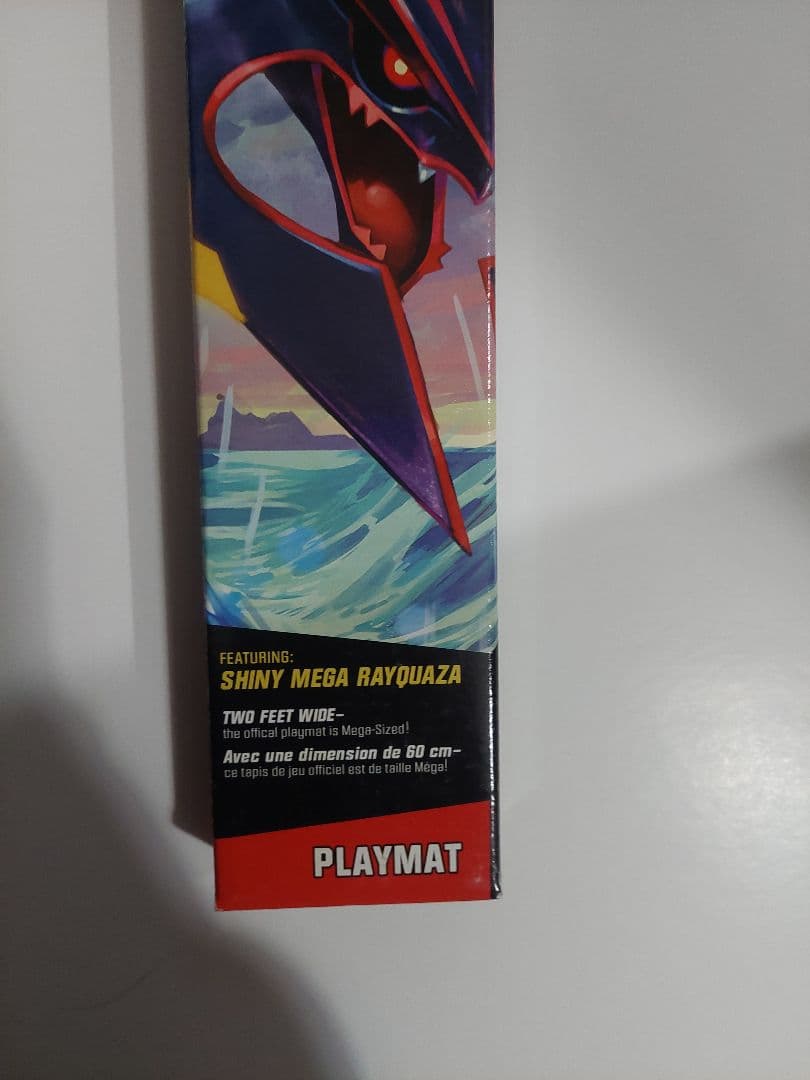 FEATURING:
SHINY MEGA RAYQUAZA
TWO FEET WIDE–
the offical playmat is Mega-Sized!
Avec une dimension de 60 cm–
ce tapis de jeu officiel est de taille Méga!
PLAYMAT